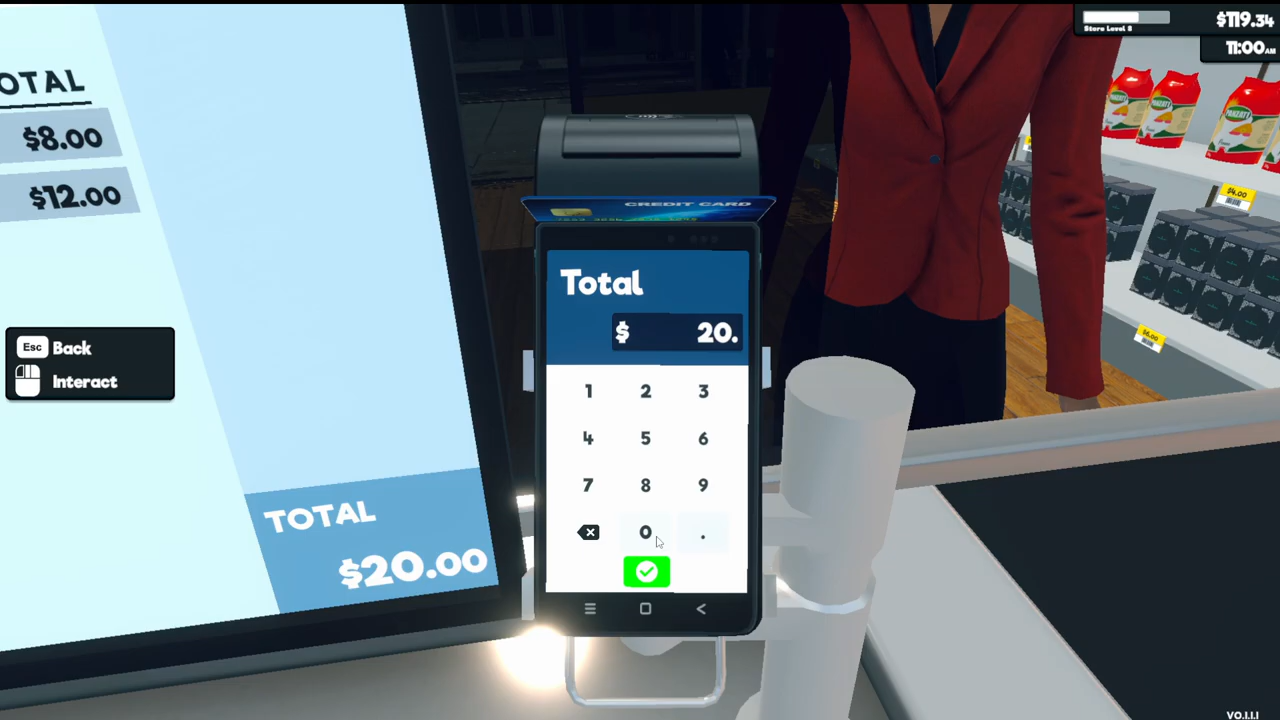 $119.34
Store Level 8
11:00AM
OTAL
$8.00
$12.00
Esc Back
Interact
TOTAL
$20.00
CREDIT CARD
Total
$ 20.
1 2 3
4 5 6
7 8 9
0 .
$4.00
$6.00
V0.1.1.1